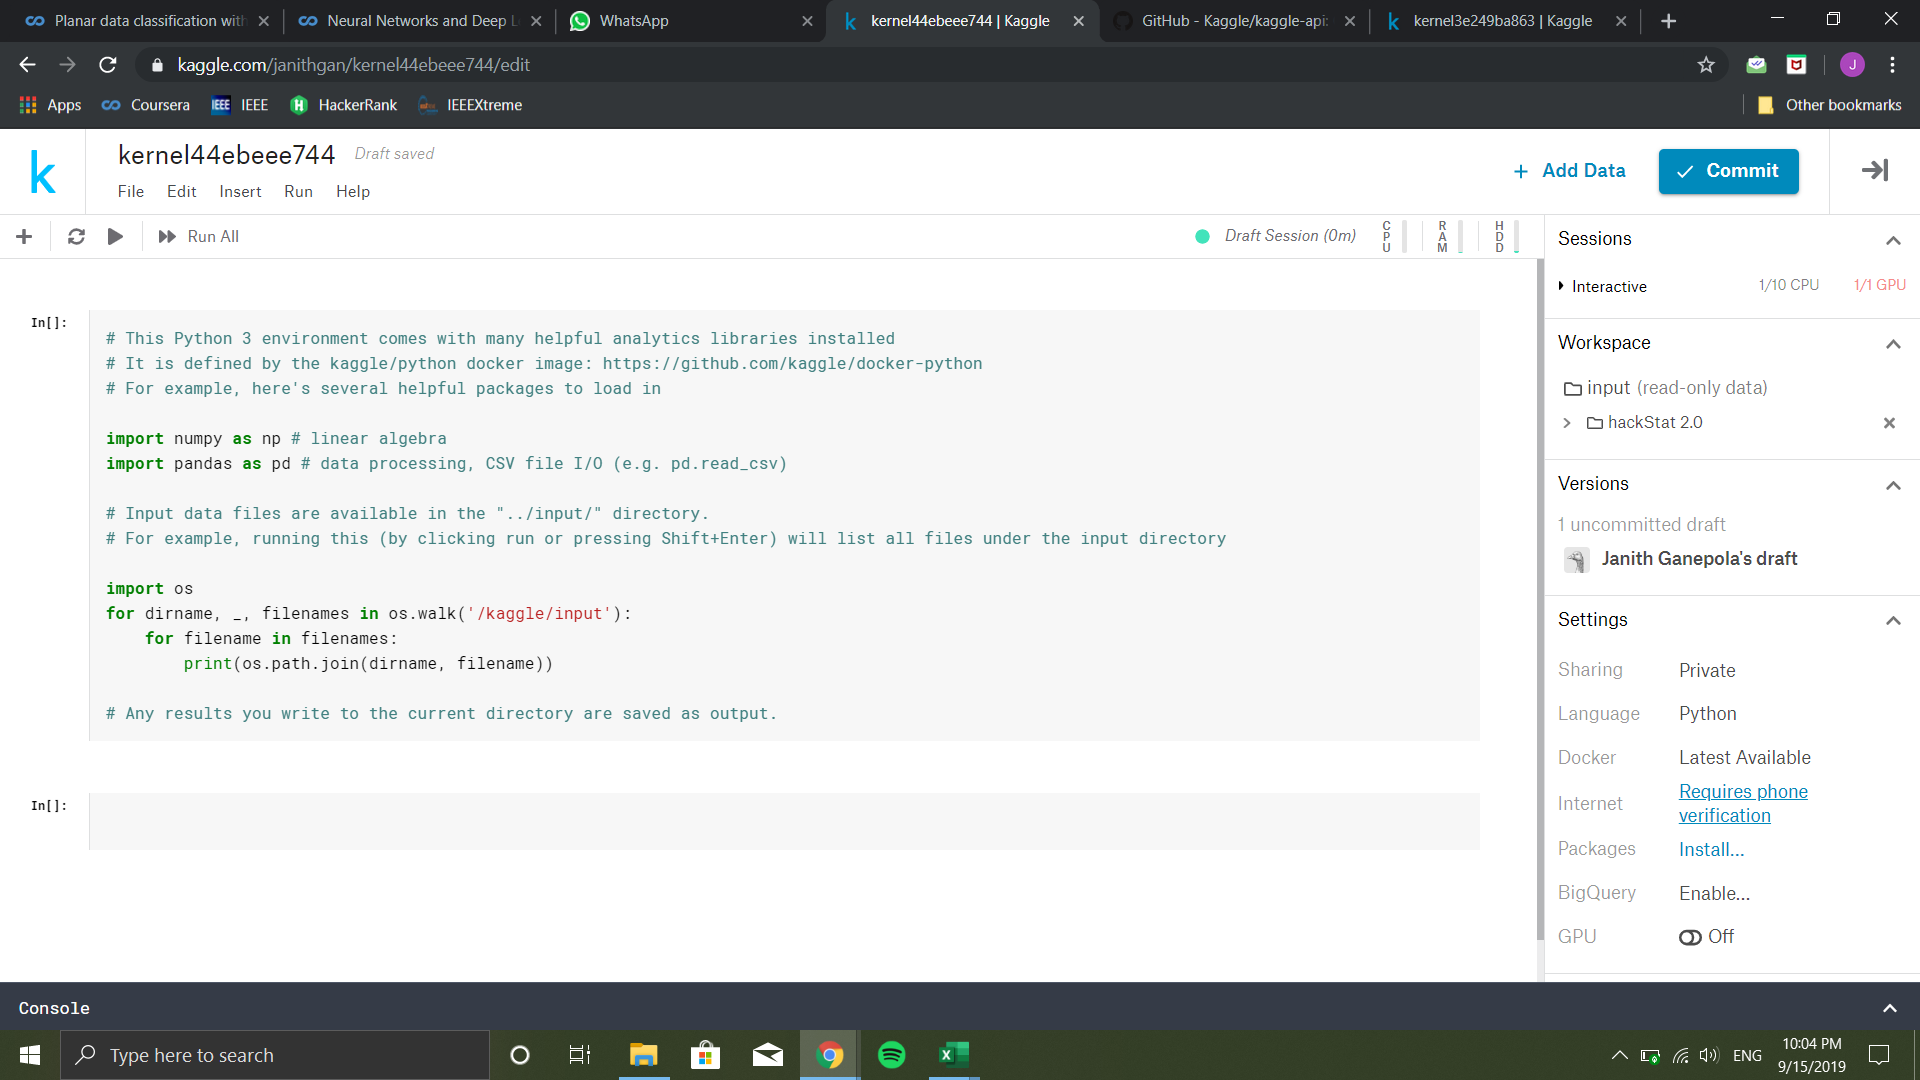 Planar data classification with
Neural Networks and Deep L
WhatsApp
kernel44ebeee744 | Kaggle
GitHub - Kaggle/kaggle-api:
kernel3e249ba863 | Kaggle
kaggle.com/janithgan/kernel44ebeee744/edit
J
Apps
Coursera
IEEE IEEE
H HackerRank
IEEEXtreme
Other bookmarks
k
kernel44ebeee744 Draft saved
File Edit Insert Run Help
+ Add Data
Commit
Run All
Draft Session (0m)
CPU
RAM
HDD
In[]:
# This Python 3 environment comes with many helpful analytics libraries installed
# It is defined by the kaggle/python docker image: https://github.com/kaggle/docker-python
# For example, here's several helpful packages to load in
import numpy as np # linear algebra
import pandas as pd # data processing, CSV file I/O (e.g. pd.read_csv)
# Input data files are available in the "../input/" directory.
# For example, running this (by clicking run or pressing Shift+Enter) will list all files under the input directory
import os
for dirname, _, filenames in os.walk('/kaggle/input'):
    for filename in filenames:
        print(os.path.join(dirname, filename))
# Any results you write to the current directory are saved as output.
In[]:
Sessions
Interactive 1/10 CPU 1/1 GPU
Workspace
input (read-only data)
hackStat 2.0
Versions
1 uncommitted draft
Janith Ganepola's draft
Settings
Sharing Private
Language Python
Docker Latest Available
Internet Requires phone
verification
Packages Install...
BigQuery Enable...
GPU Off
Console
Type here to search
ENG
10:04 PM
9/15/2019